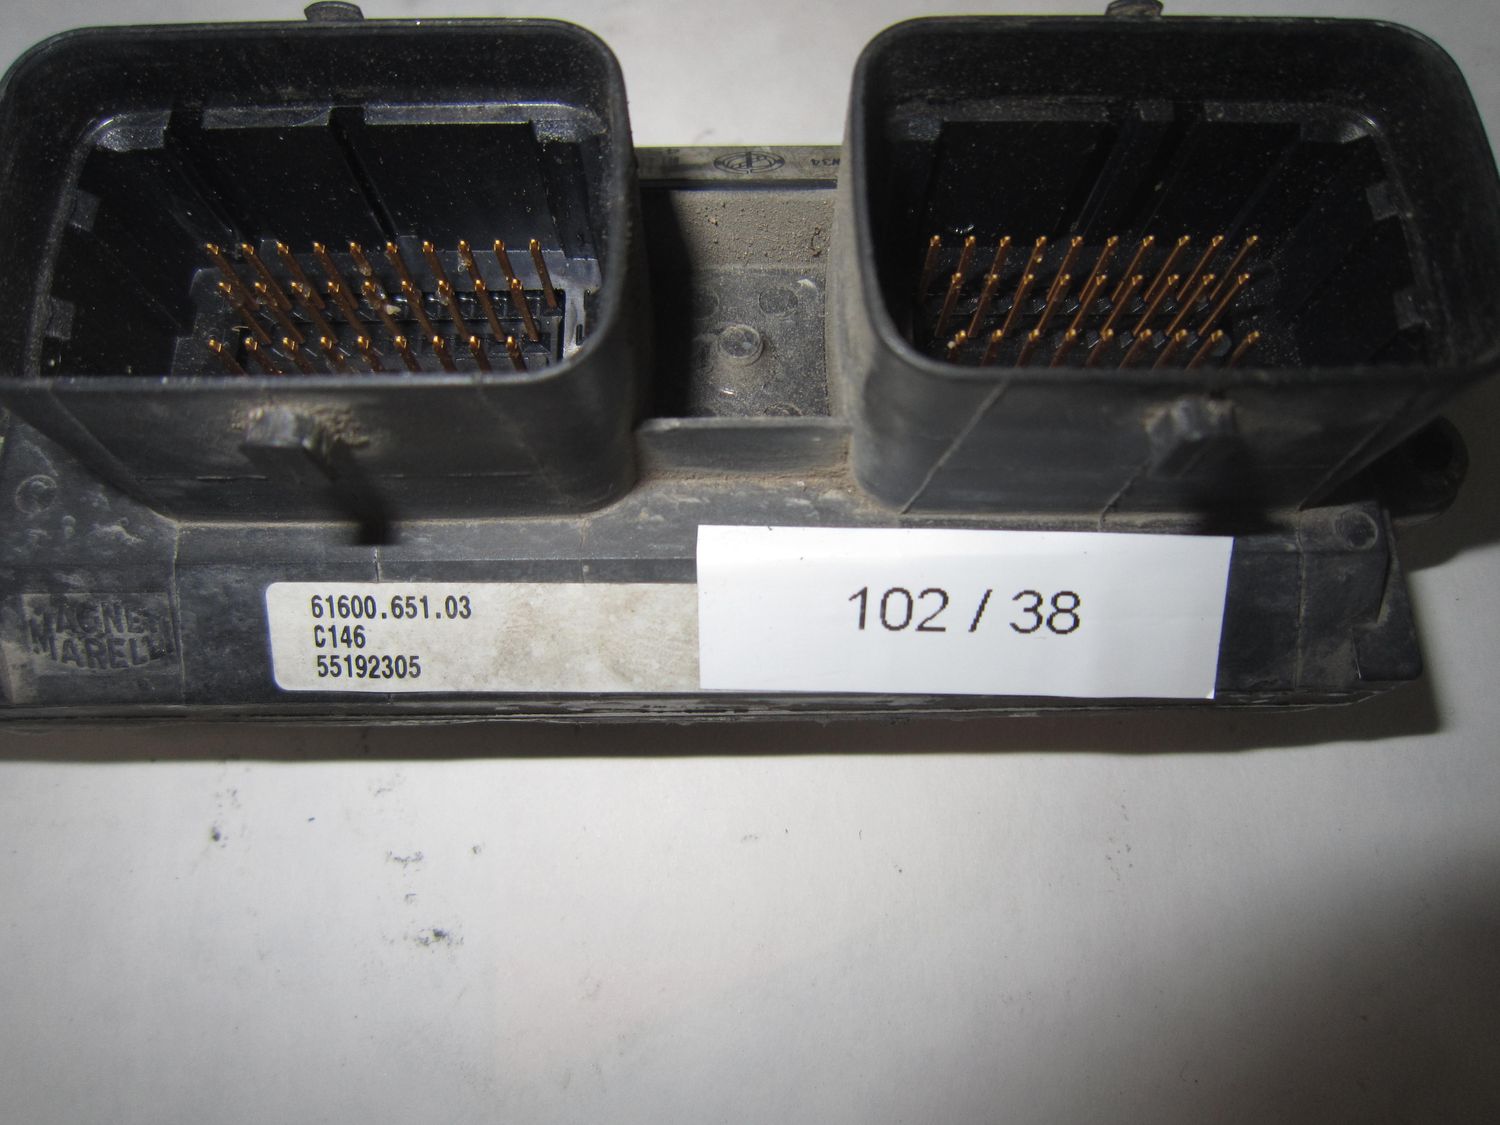 MAGNETI
MARELLI
61600.651.03
C146
55192305
102 / 38